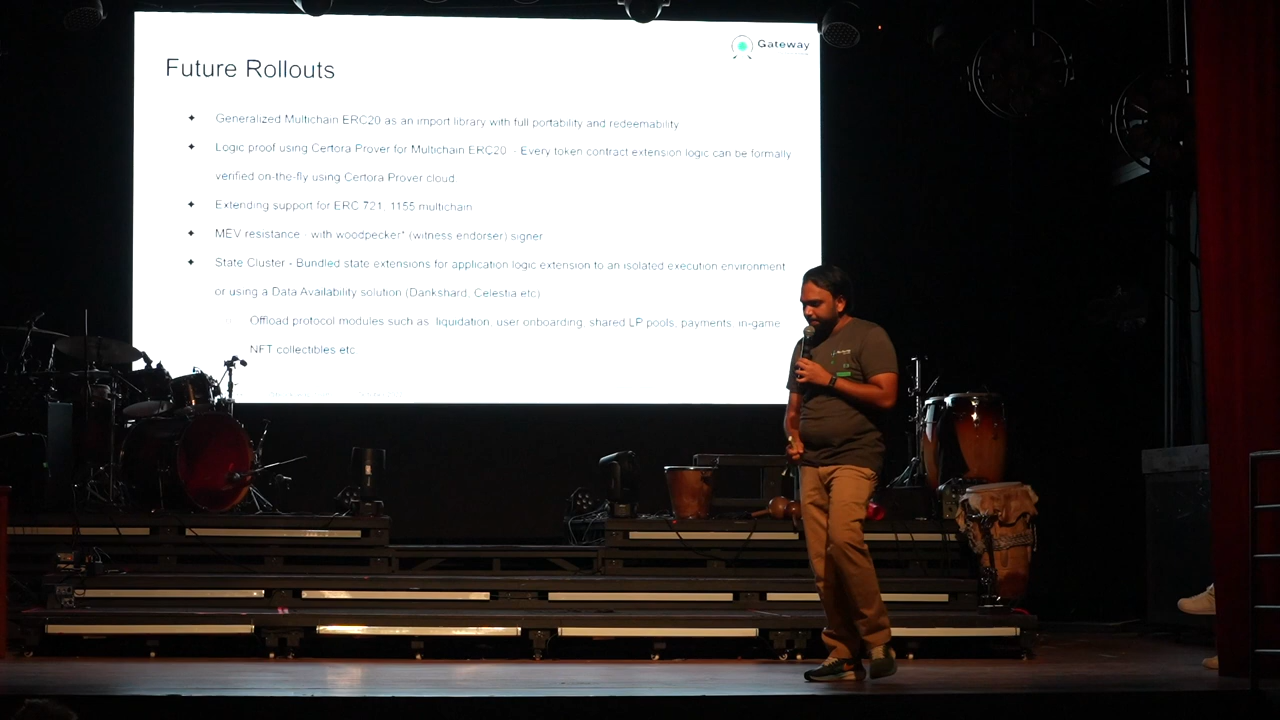 Gateway
Future Rollouts
Generalized Multichain ERC20 as an import library with full portability and redeemability
Logic proof using Certora Prover for Multichain ERC20 - Every token contract extension logic can be formally
verified on-the-fly using Certora Prover cloud
Extending support for ERC 721, 1155 multichain
MEV resistance - with woodpecker* (witness endorser) signer
State Cluster - Bundled state extensions for application logic extension to an isolated execution environment
or using a Data Availability solution (Dankshard, Celestia etc)
Offload protocol modules such as liquidation, user onboarding, shared LP pools, payments, in-game
NFT collectibles etc